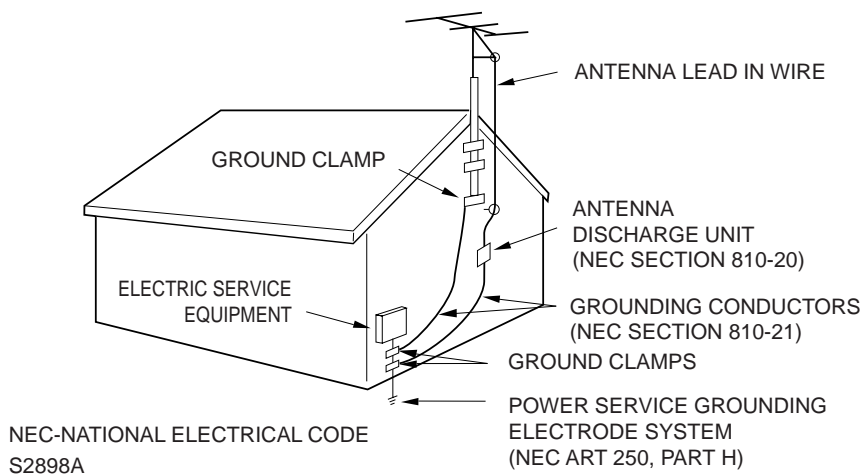 ANTENNA LEAD IN WIRE
GROUND CLAMP
ANTENNA
DISCHARGE UNIT
(NEC SECTION 810-20)
ELECTRIC SERVICE
EQUIPMENT
GROUNDING CONDUCTORS
(NEC SECTION 810-21)
GROUND CLAMPS
POWER SERVICE GROUNDING
ELECTRODE SYSTEM
(NEC ART 250, PART H)
NEC-NATIONAL ELECTRICAL CODE
S2898A